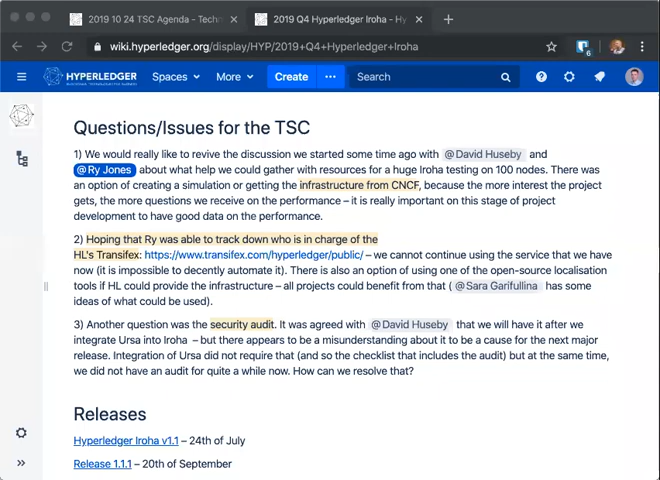 2019 10 24 TSC Agenda - Techn
2019 Q4 Hyperledger Iroha - Hy
wiki.hyperledger.org/display/HYP/2019+Q4+Hyperledger+Iroha
6
HYPERLEDGER Spaces More Create ··· Search
Questions/Issues for the TSC
1) We would really like to revive the discussion we started some time ago with @David Huseby and
@Ry Jones about what help we could gather with resources for a huge Iroha testing on 100 nodes. There was
an option of creating a simulation or getting the infrastructure from CNCF, because the more interest the project
gets, the more questions we receive on the performance – it is really important on this stage of project
development to have good data on the performance.
2) Hoping that Ry was able to track down who is in charge of the
HL's Transifex: https://www.transifex.com/hyperledger/public/ – we cannot continue using the service that we have
now (it is impossible to decently automate it). There is also an option of using one of the open-source localisation
tools if HL could provide the infrastructure – all projects could benefit from that ( @Sara Garifullina has some
ideas of what could be used).
3) Another question was the security audit. It was agreed with @David Huseby that we will have it after we
integrate Ursa into Iroha – but there appears to be a misunderstanding about it to be a cause for the next major
release. Integration of Ursa did not require that (and so the checklist that includes the audit) but at the same time,
we did not have an audit for quite a while now. How can we resolve that?
Releases
Hyperledger Iroha v1.1 – 24th of July
Release 1.1.1 – 20th of September